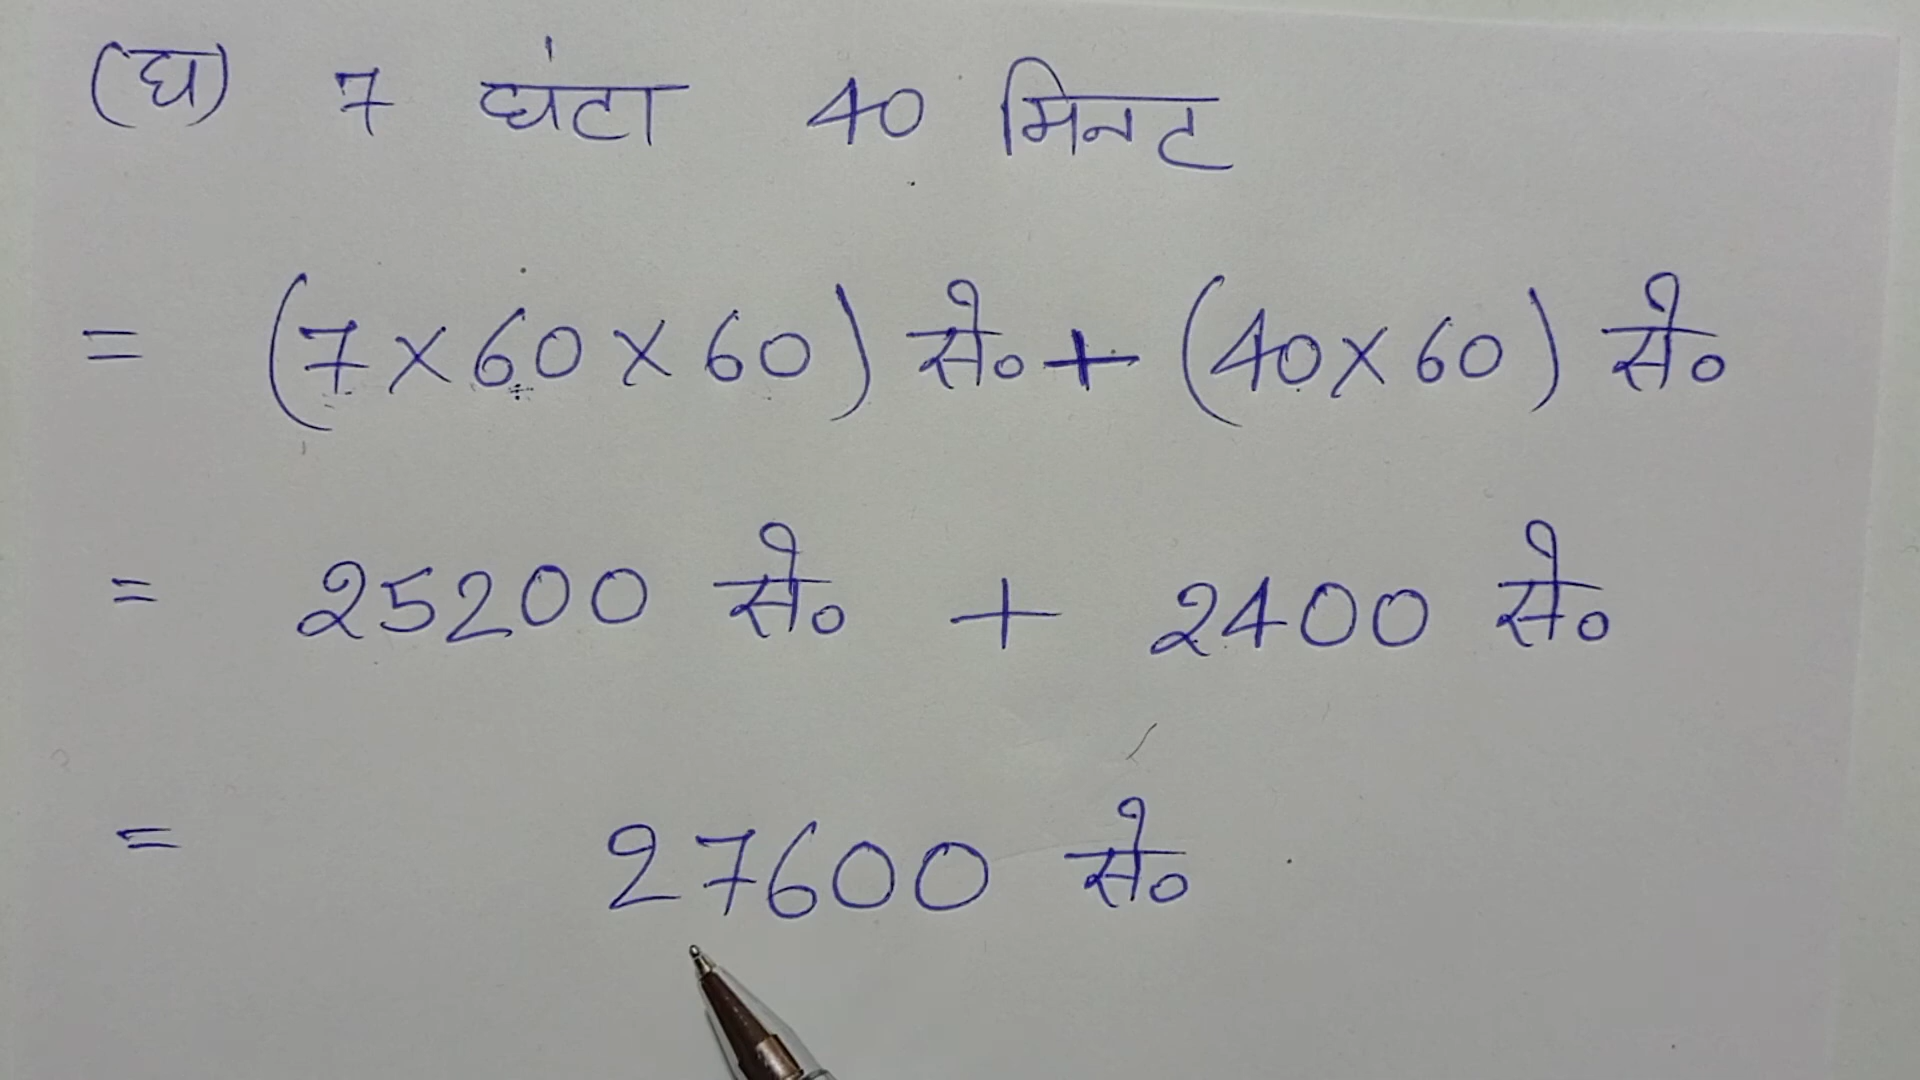 (घ) 7 घंटा 40 मिनट
= (7×60×60) से० + (40×60) से०
= 25200 से० + 2400 से०
= 27600 से०